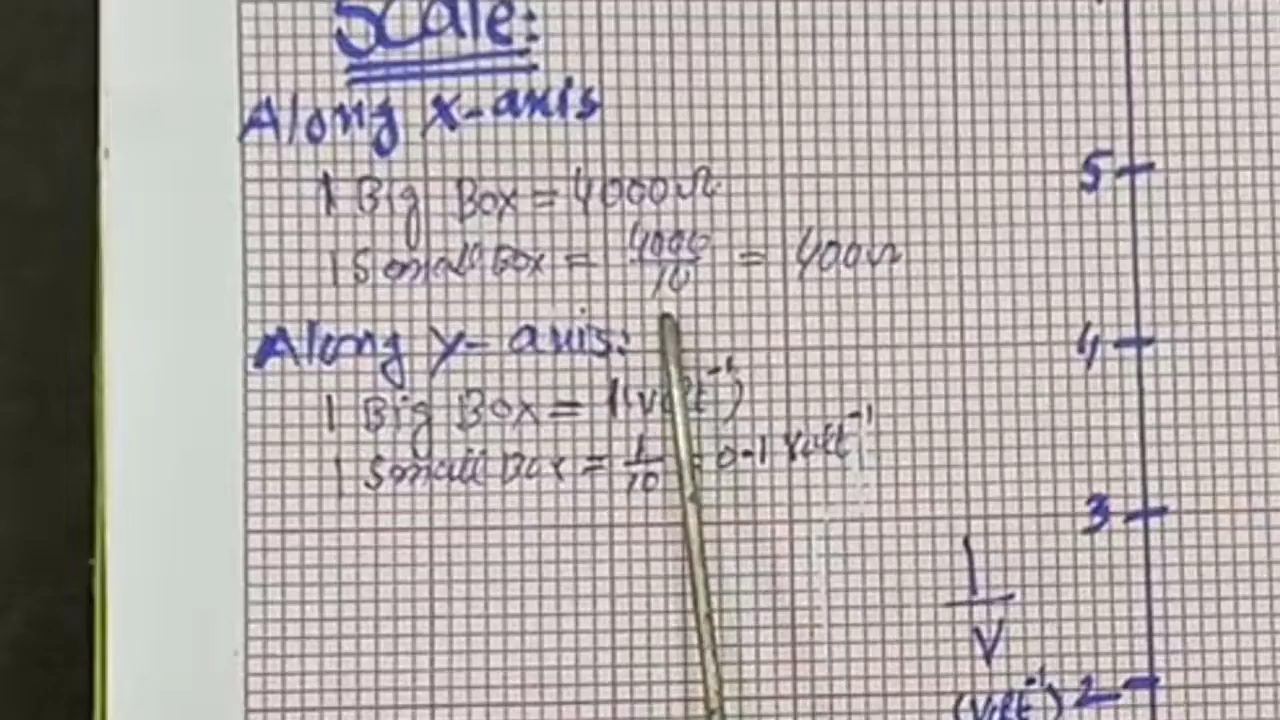 Scale:
Along x-axis
1 Big Box = 4000Ω
1 Small Box = 4000/10 = 400Ω
Along y-axis:
1 Big Box = 1(volt⁻¹)
1 Small Box = 1/10 = 0.1 volt⁻¹
5
4
3
1/V
(volt⁻¹) 2